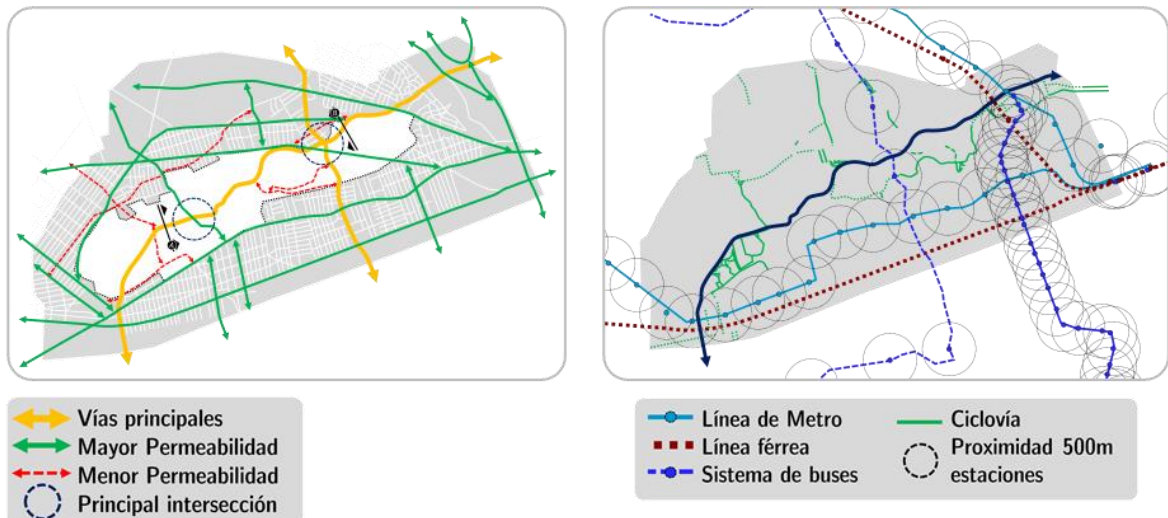 Vías principales
Mayor Permeabilidad
Menor Permeabilidad
Principal intersección
Línea de Metro
Línea férrea
Sistema de buses
Ciclovía
Proximidad 500m
estaciones